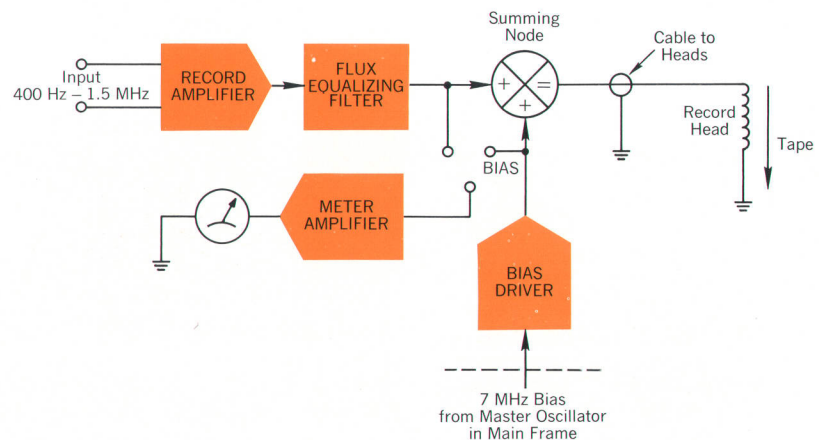 Summing
Node
Cable to
Heads
Input
400 Hz – 1.5 MHz
RECORD
AMPLIFIER
FLUX
EQUALIZING
FILTER
+ =
+
Record
Head
Tape
BIAS
METER
AMPLIFIER
BIAS
DRIVER
7 MHz Bias
from Master Oscillator
in Main Frame